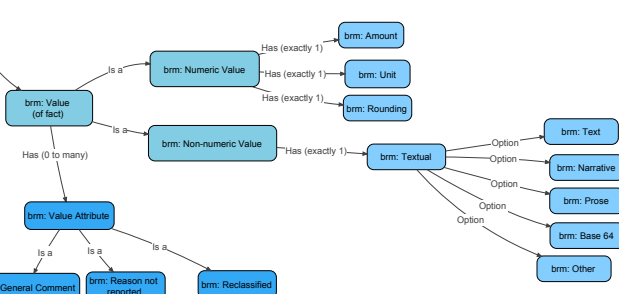 brm: Amount
Has (exactly 1)
Is a
brm: Numeric Value
Has (exactly 1)
brm: Unit
Has (exactly 1)
brm: Rounding
brm: Value
(of fact)
Is a
brm: Non-numeric Value
Has (exactly 1)
brm: Textual
Option
brm: Text
Option
brm: Narrative
Option
brm: Prose
Option
brm: Base 64
Option
brm: Other
Has (0 to many)
brm: Value Attribute
Is a
Is a
Is a
General Comment
brm: Reason not
reported
brm: Reclassified